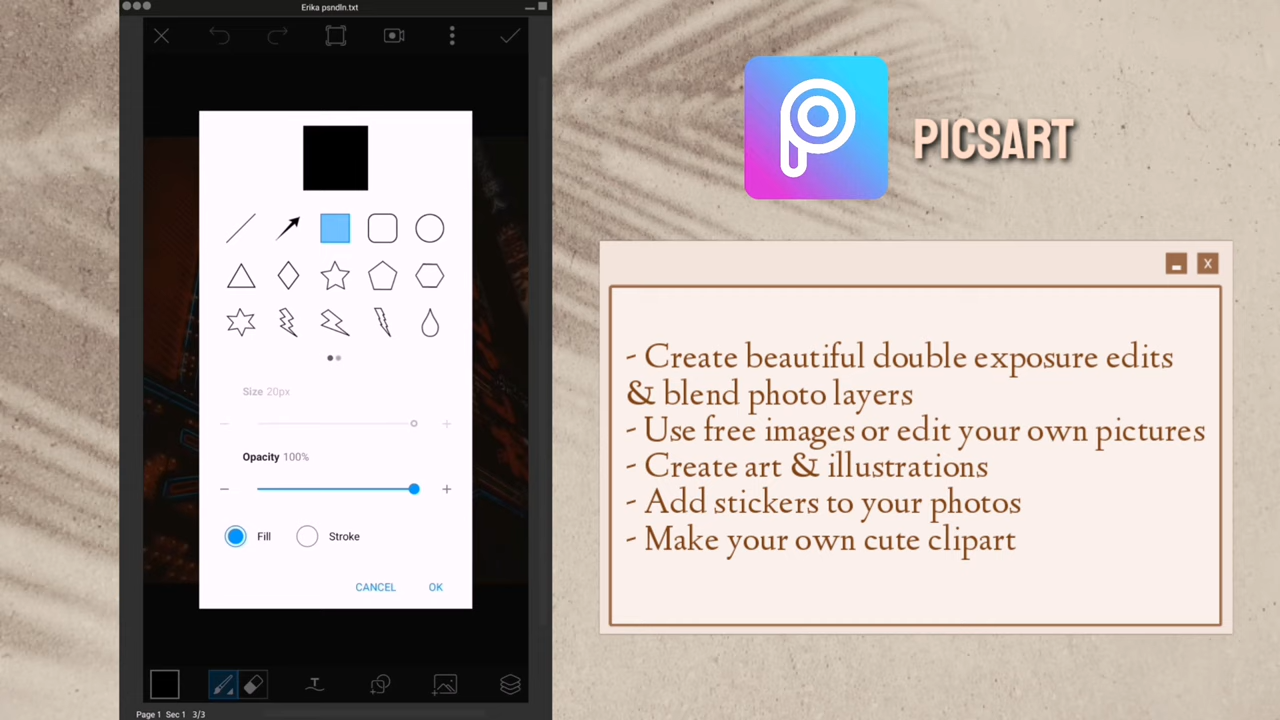 Erika psndln.txt
Size 20px
Opacity 100%
Fill
Stroke
CANCEL
OK
Page 1 Sec 1 3/3
PICSART
X
- Create beautiful double exposure edits
& blend photo layers
- Use free images or edit your own pictures
- Create art & illustrations
- Add stickers to your photos
- Make your own cute clipart